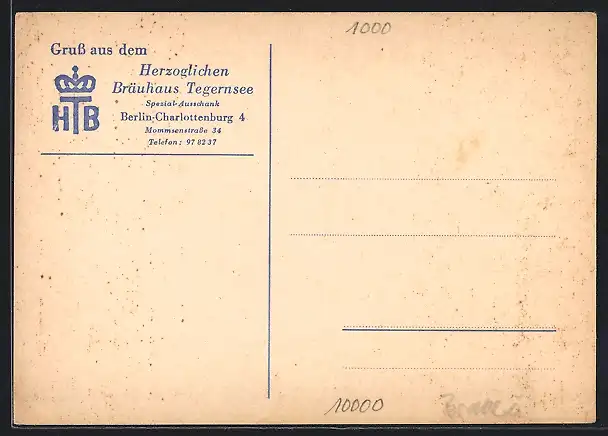 1000
Gruß aus dem
Herzoglichen
Bräuhaus Tegernsee
Spezial-Ausschank
Berlin-Charlottenburg 4
Mommsenstraße 34
Telefon: 97 82 37
HTB
10000